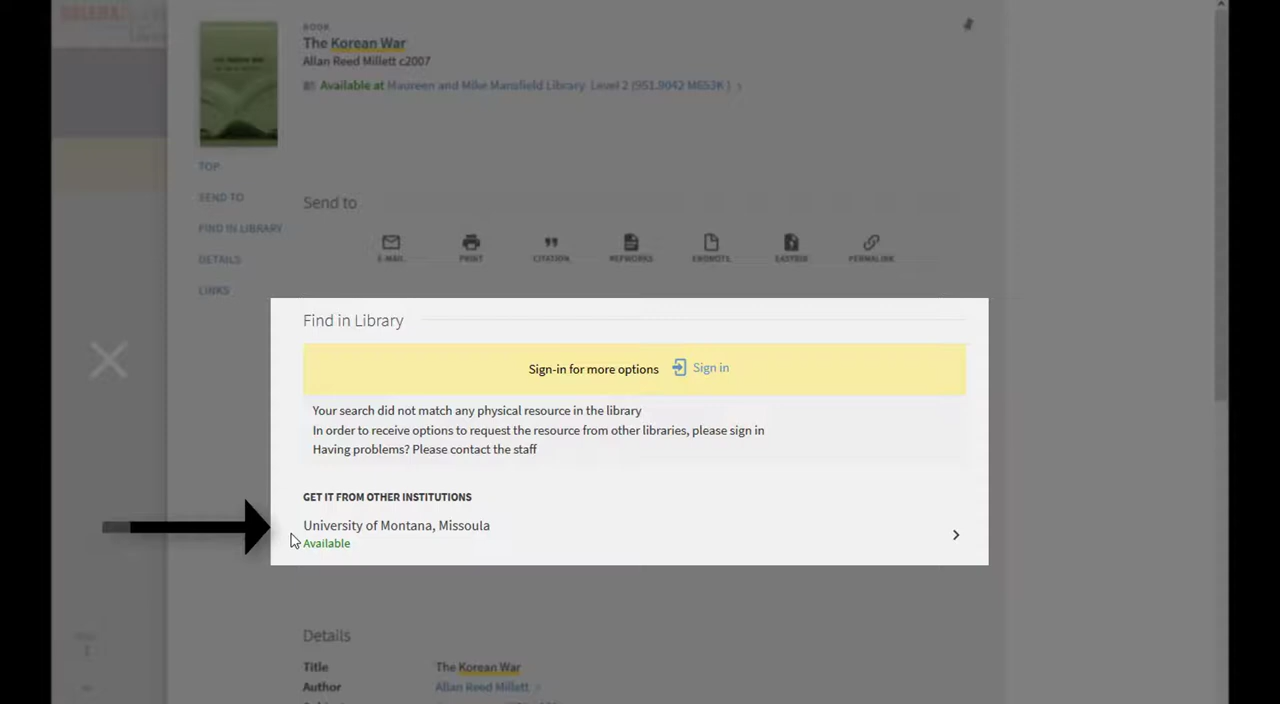 BOOK
The Korean War
Allan Reed Millett c2007
Available at Maureen and Mike Mansfield Library Level 2 (951.9042 M653K )
TOP
SEND TO
FIND IN LIBRARY
DETAILS
LINKS
Send to
E-MAIL
PRINT
CITATION
REFWORKS
ENDNOTE
EASYBIB
PERMALINK
Find in Library
Sign-in for more options Sign in
Your search did not match any physical resource in the library
In order to receive options to request the resource from other libraries, please sign in
Having problems? Please contact the staff
GET IT FROM OTHER INSTITUTIONS
University of Montana, Missoula
Available
Details
Title The Korean War
Author Allan Reed Millett